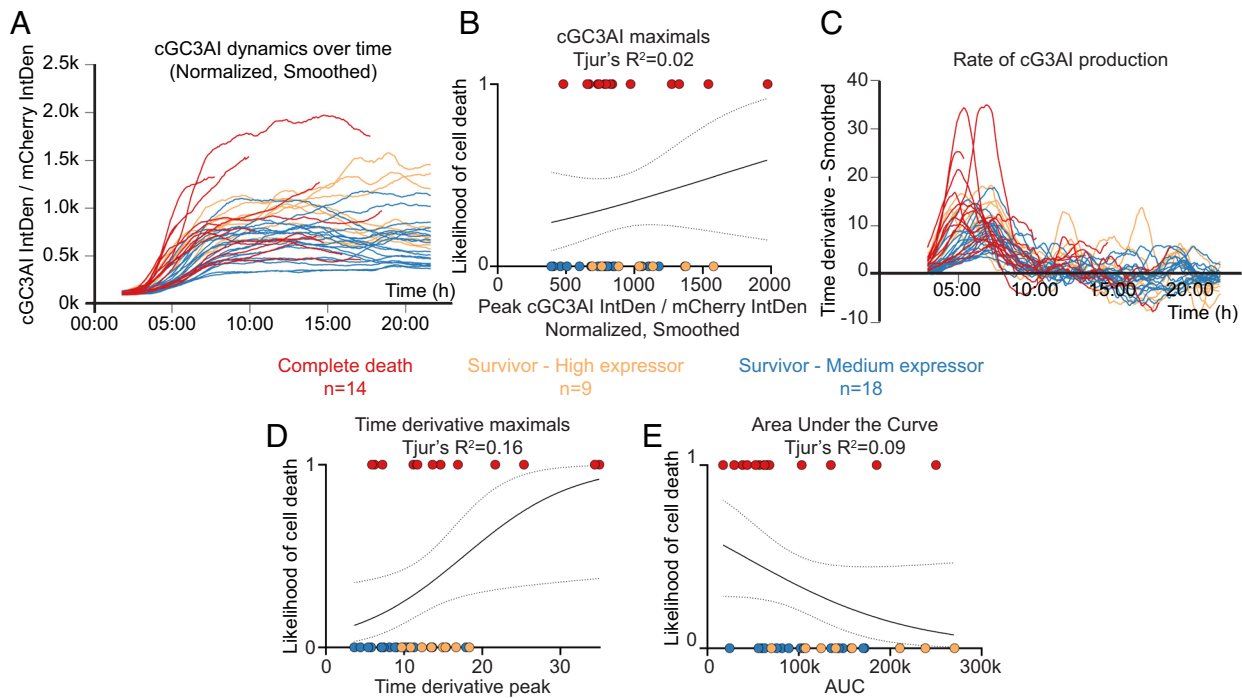 A
cGC3AI dynamics over time
(Normalized, Smoothed)
cGC3AI IntDen / mCherry IntDen
2.5k
2.0k
1.5k
1.0k
0.5k
0k
Time (h)
00:00 05:00 10:00 15:00 20:00
B
cGC3AI maximals
Tjur's R²=0.02
Likelihood of cell death
1
0
0 500 1000 1500 2000
Peak cGC3AI IntDen / mCherry IntDen
Normalized, Smoothed
C
Rate of cG3AI production
Time derivative - Smoothed
40
30
20
10
0
-10
05:00 10:00 15:00 20:00
Time (h)
Complete death
n=14
Survivor - High expressor
n=9
Survivor - Medium expressor
n=18
D
Time derivative maximals
Tjur's R²=0.16
Likelihood of cell death
1
0
0 10 20 30
Time derivative peak
E
Area Under the Curve
Tjur's R²=0.09
Likelihood of cell death
1
0
0 100k 200k 300k
AUC